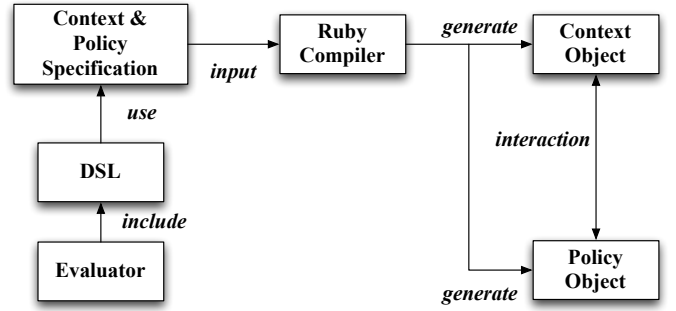 Context &
Policy
Specification
input
Ruby
Compiler
generate
Context
Object
use
interaction
DSL
include
Evaluator
Policy
Object
generate